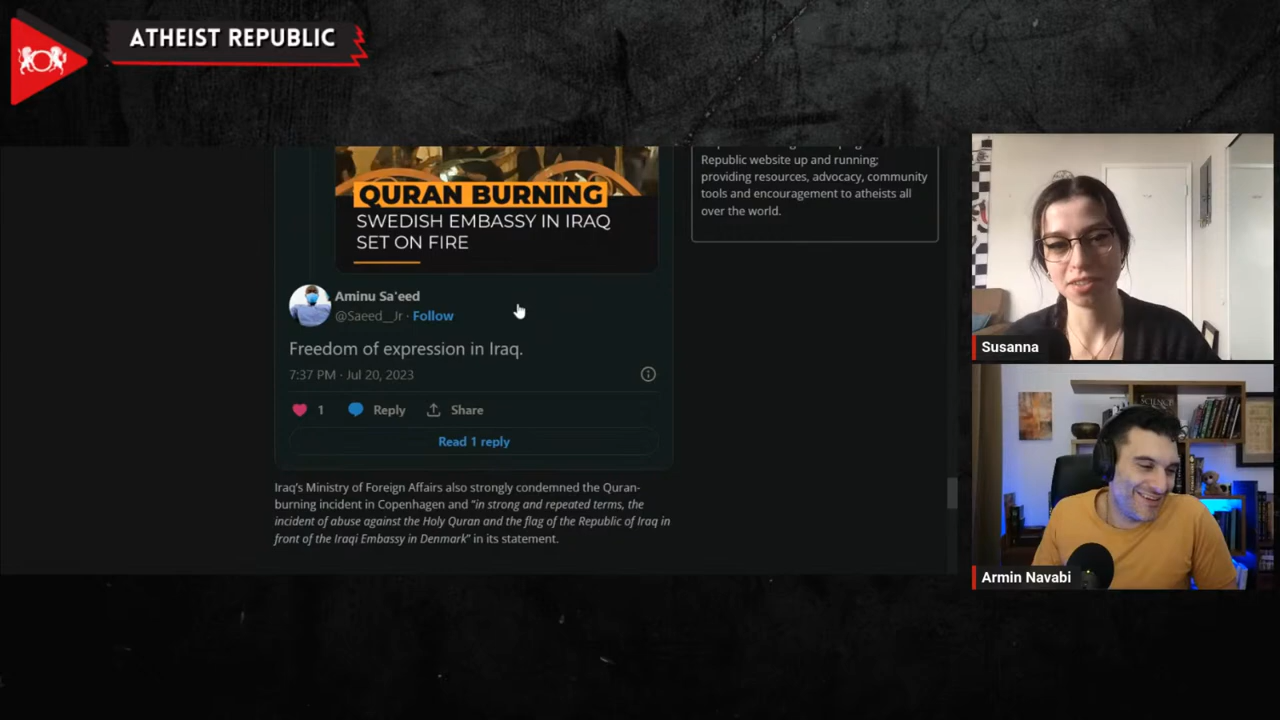 ATHEIST REPUBLIC
QURAN BURNING
SWEDISH EMBASSY IN IRAQ
SET ON FIRE
Aminu Sa'eed
@Saeed__Jr · Follow
Freedom of expression in Iraq.
7:37 PM · Jul 20, 2023
1 Reply Share
Read 1 reply
Iraq's Ministry of Foreign Affairs also strongly condemned the Quran-
burning incident in Copenhagen and "in strong and repeated terms, the
incident of abuse against the Holy Quran and the flag of the Republic of Iraq in
front of the Iraqi Embassy in Denmark" in its statement.
Republic website up and running;
providing resources, advocacy, community
tools and encouragement to atheists all
over the world.
Susanna
SCIENCE
Armin Navabi